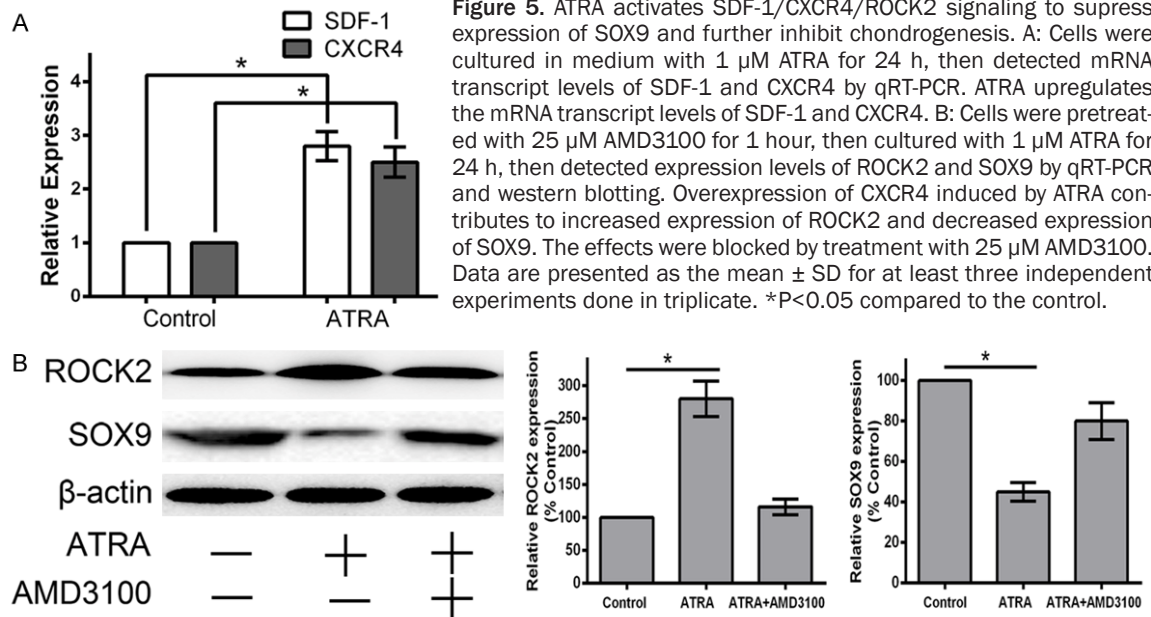 A
SDF-1
CXCR4
Relative Expression
4
3
2
1
0
*
*
Control
ATRA
Figure 5. ATRA activates SDF-1/CXCR4/ROCK2 signaling to supress
expression of SOX9 and further inhibit chondrogenesis. A: Cells were
cultured in medium with 1 µM ATRA for 24 h, then detected mRNA
transcript levels of SDF-1 and CXCR4 by qRT-PCR. ATRA upregulates
the mRNA transcript levels of SDF-1 and CXCR4. B: Cells were pretreat-
ed with 25 µM AMD3100 for 1 hour, then cultured with 1 µM ATRA for
24 h, then detected expression levels of ROCK2 and SOX9 by qRT-PCR
and western blotting. Overexpression of CXCR4 induced by ATRA con-
tributes to increased expression of ROCK2 and decreased expression
of SOX9. The effects were blocked by treatment with 25 µM AMD3100.
Data are presented as the mean ± SD for at least three independent
experiments done in triplicate. *P<0.05 compared to the control.
B
ROCK2
SOX9
β-actin
ATRA — + +
AMD3100 — — +
Relative ROCK2 expression
(% Control)
300
250
200
150
100
50
0
*
Control ATRA ATRA+AMD3100
Relative SOX9 expression
(% Control)
100
80
60
40
20
0
*
Control ATRA ATRA+AMD3100